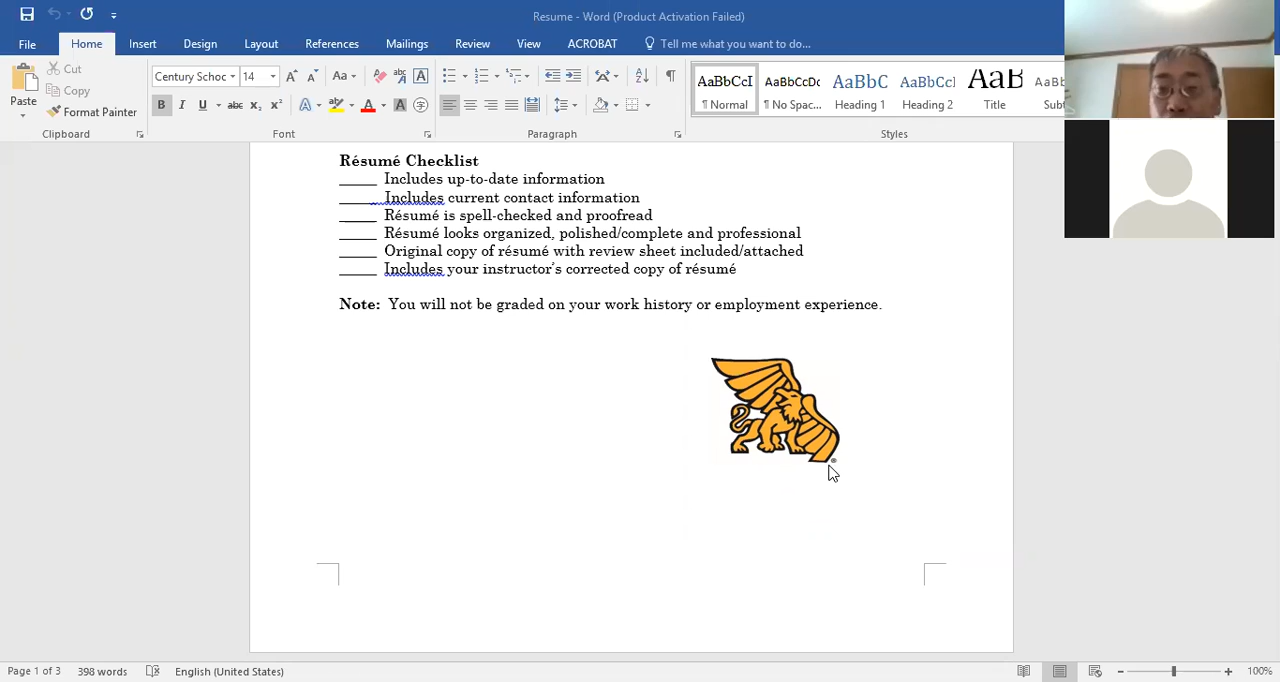 Resume - Word (Product Activation Failed)
File Home Insert Design Layout References Mailings Review View ACROBAT Tell me what you want to do...
Cut
Copy
Format Painter
Paste
Clipboard
Century Schoc 14
Font
Paragraph
AaBbCcI AaBbCcDc AaBbC AaBbCcI AaB
¶ Normal ¶ No Spac... Heading 1 Heading 2 Title Subt
Styles
Résumé Checklist
_____ Includes up-to-date information
_____ Includes current contact information
_____ Résumé is spell-checked and proofread
_____ Résumé looks organized, polished/complete and professional
_____ Original copy of résumé with review sheet included/attached
_____ Includes your instructor's corrected copy of résumé
Note: You will not be graded on your work history or employment experience.
Page 1 of 3 398 words English (United States) 100%